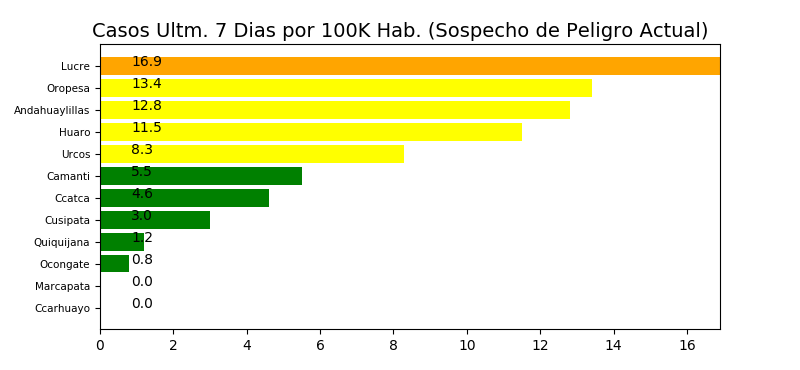 Casos Ultm. 7 Dias por 100K Hab. (Sospecho de Peligro Actual)
Lucre 16.9
Oropesa 13.4
Andahuaylillas 12.8
Huaro 11.5
Urcos 8.3
Camanti 5.5
Ccatca 4.6
Cusipata 3.0
Quiquijana 1.2
Ocongate 0.8
Marcapata 0.0
Ccarhuayo 0.0
0 2 4 6 8 10 12 14 16